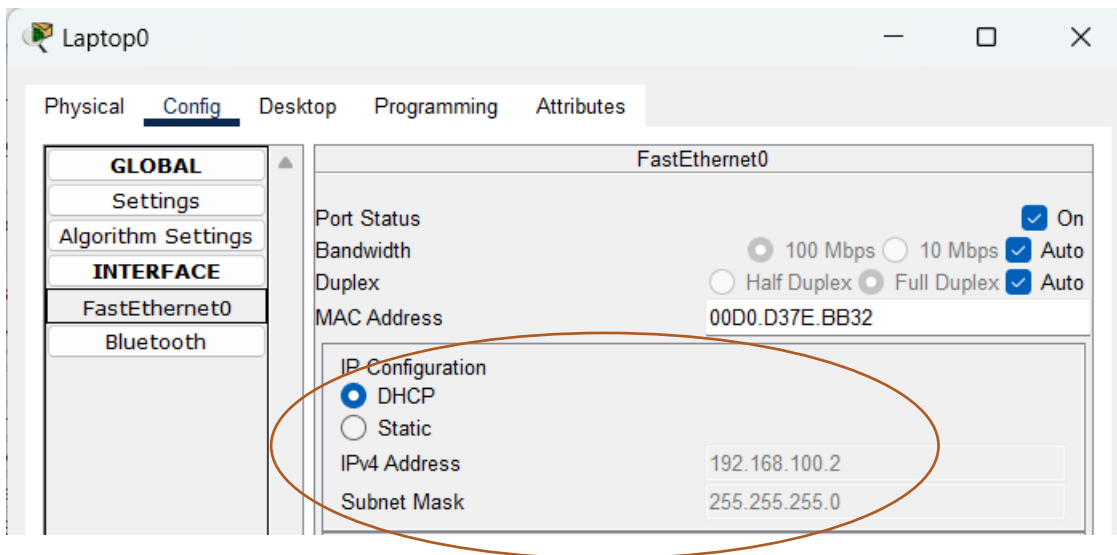 Laptop0
Physical Config Desktop Programming Attributes
GLOBAL
Settings
Algorithm Settings
INTERFACE
FastEthernet0
Bluetooth
FastEthernet0
Port Status On
Bandwidth 100 Mbps 10 Mbps Auto
Duplex Half Duplex Full Duplex Auto
MAC Address 00D0.D37E.BB32
IP Configuration
DHCP
Static
IPv4 Address 192.168.100.2
Subnet Mask 255.255.255.0